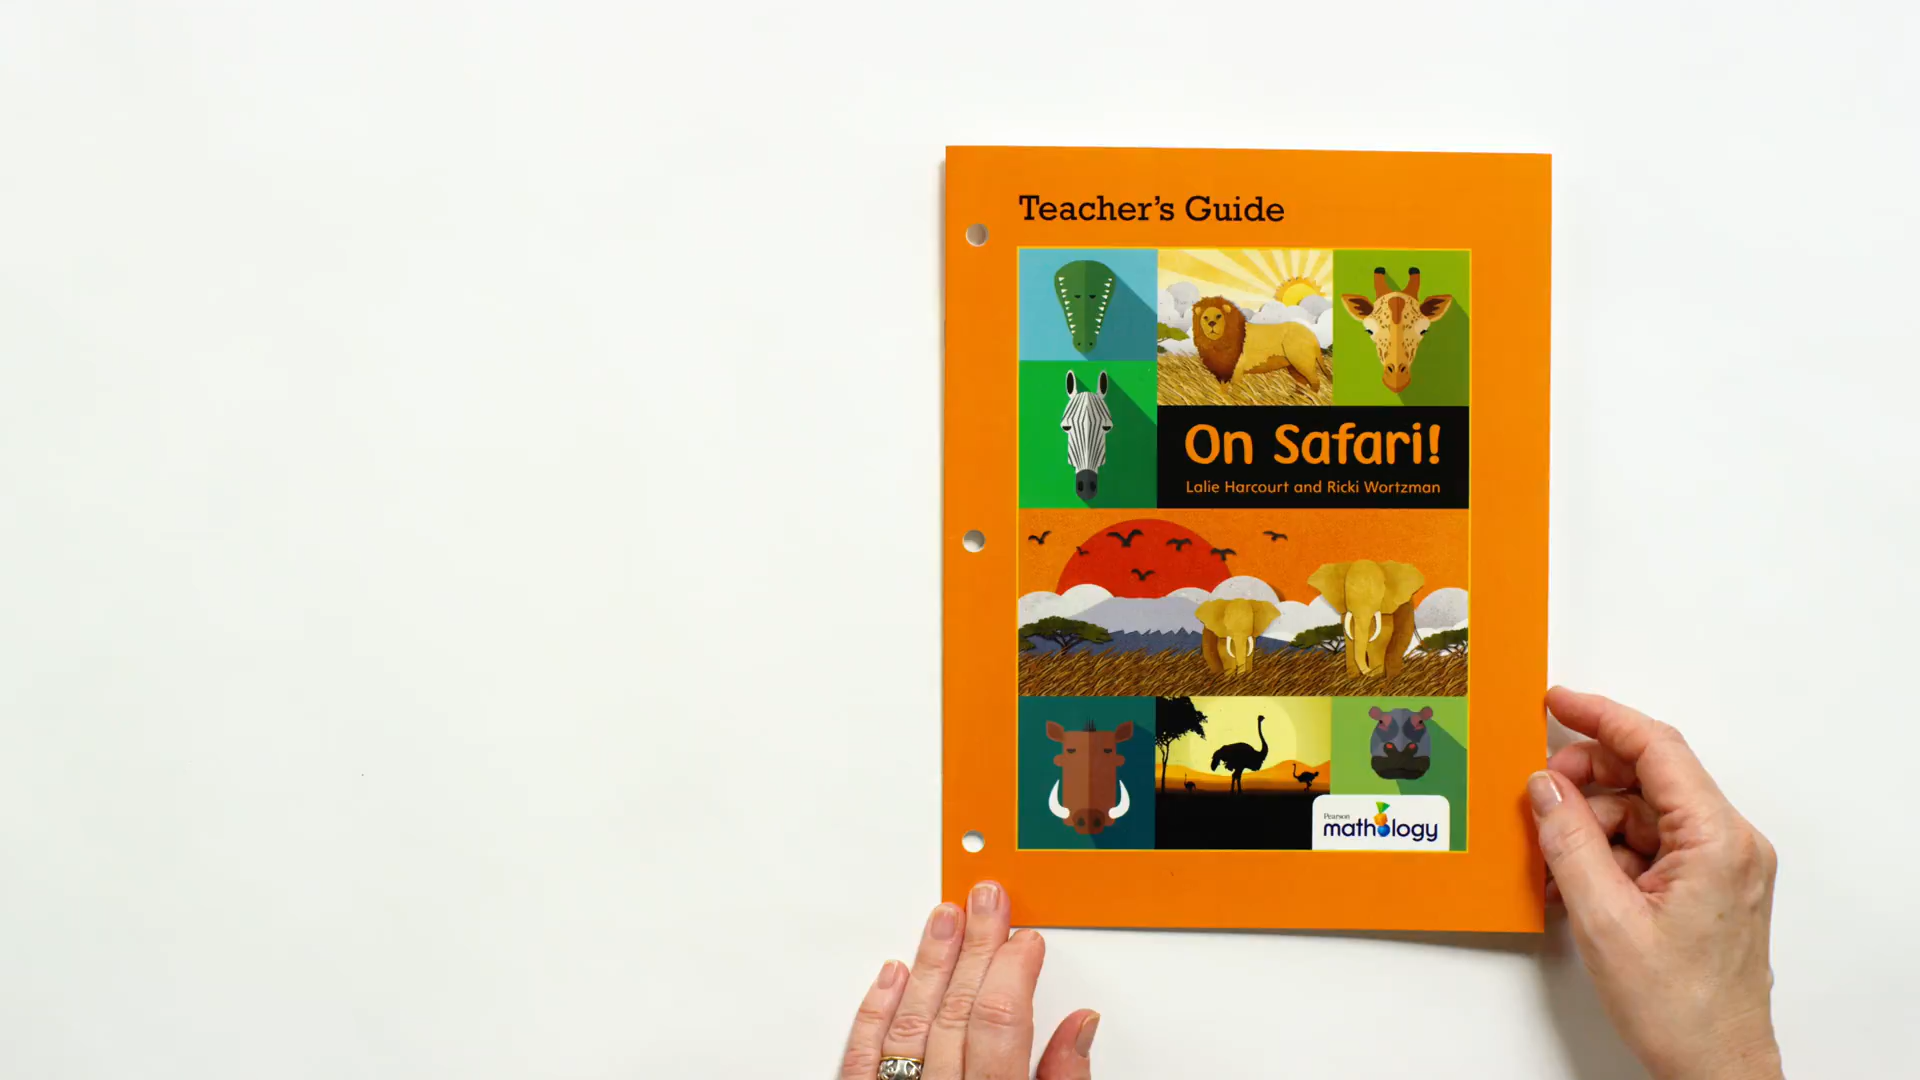 Teacher's Guide
On Safari!
Lalie Harcourt and Ricki Wortzman
Pearson
mathology